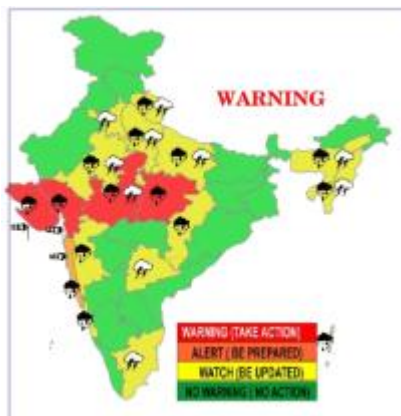 WARNING
WARNING (TAKE ACTION)
ALERT ( BE PREPARED)
WATCH (BE UPDATED)
NO WARNING ( NO ACTION)